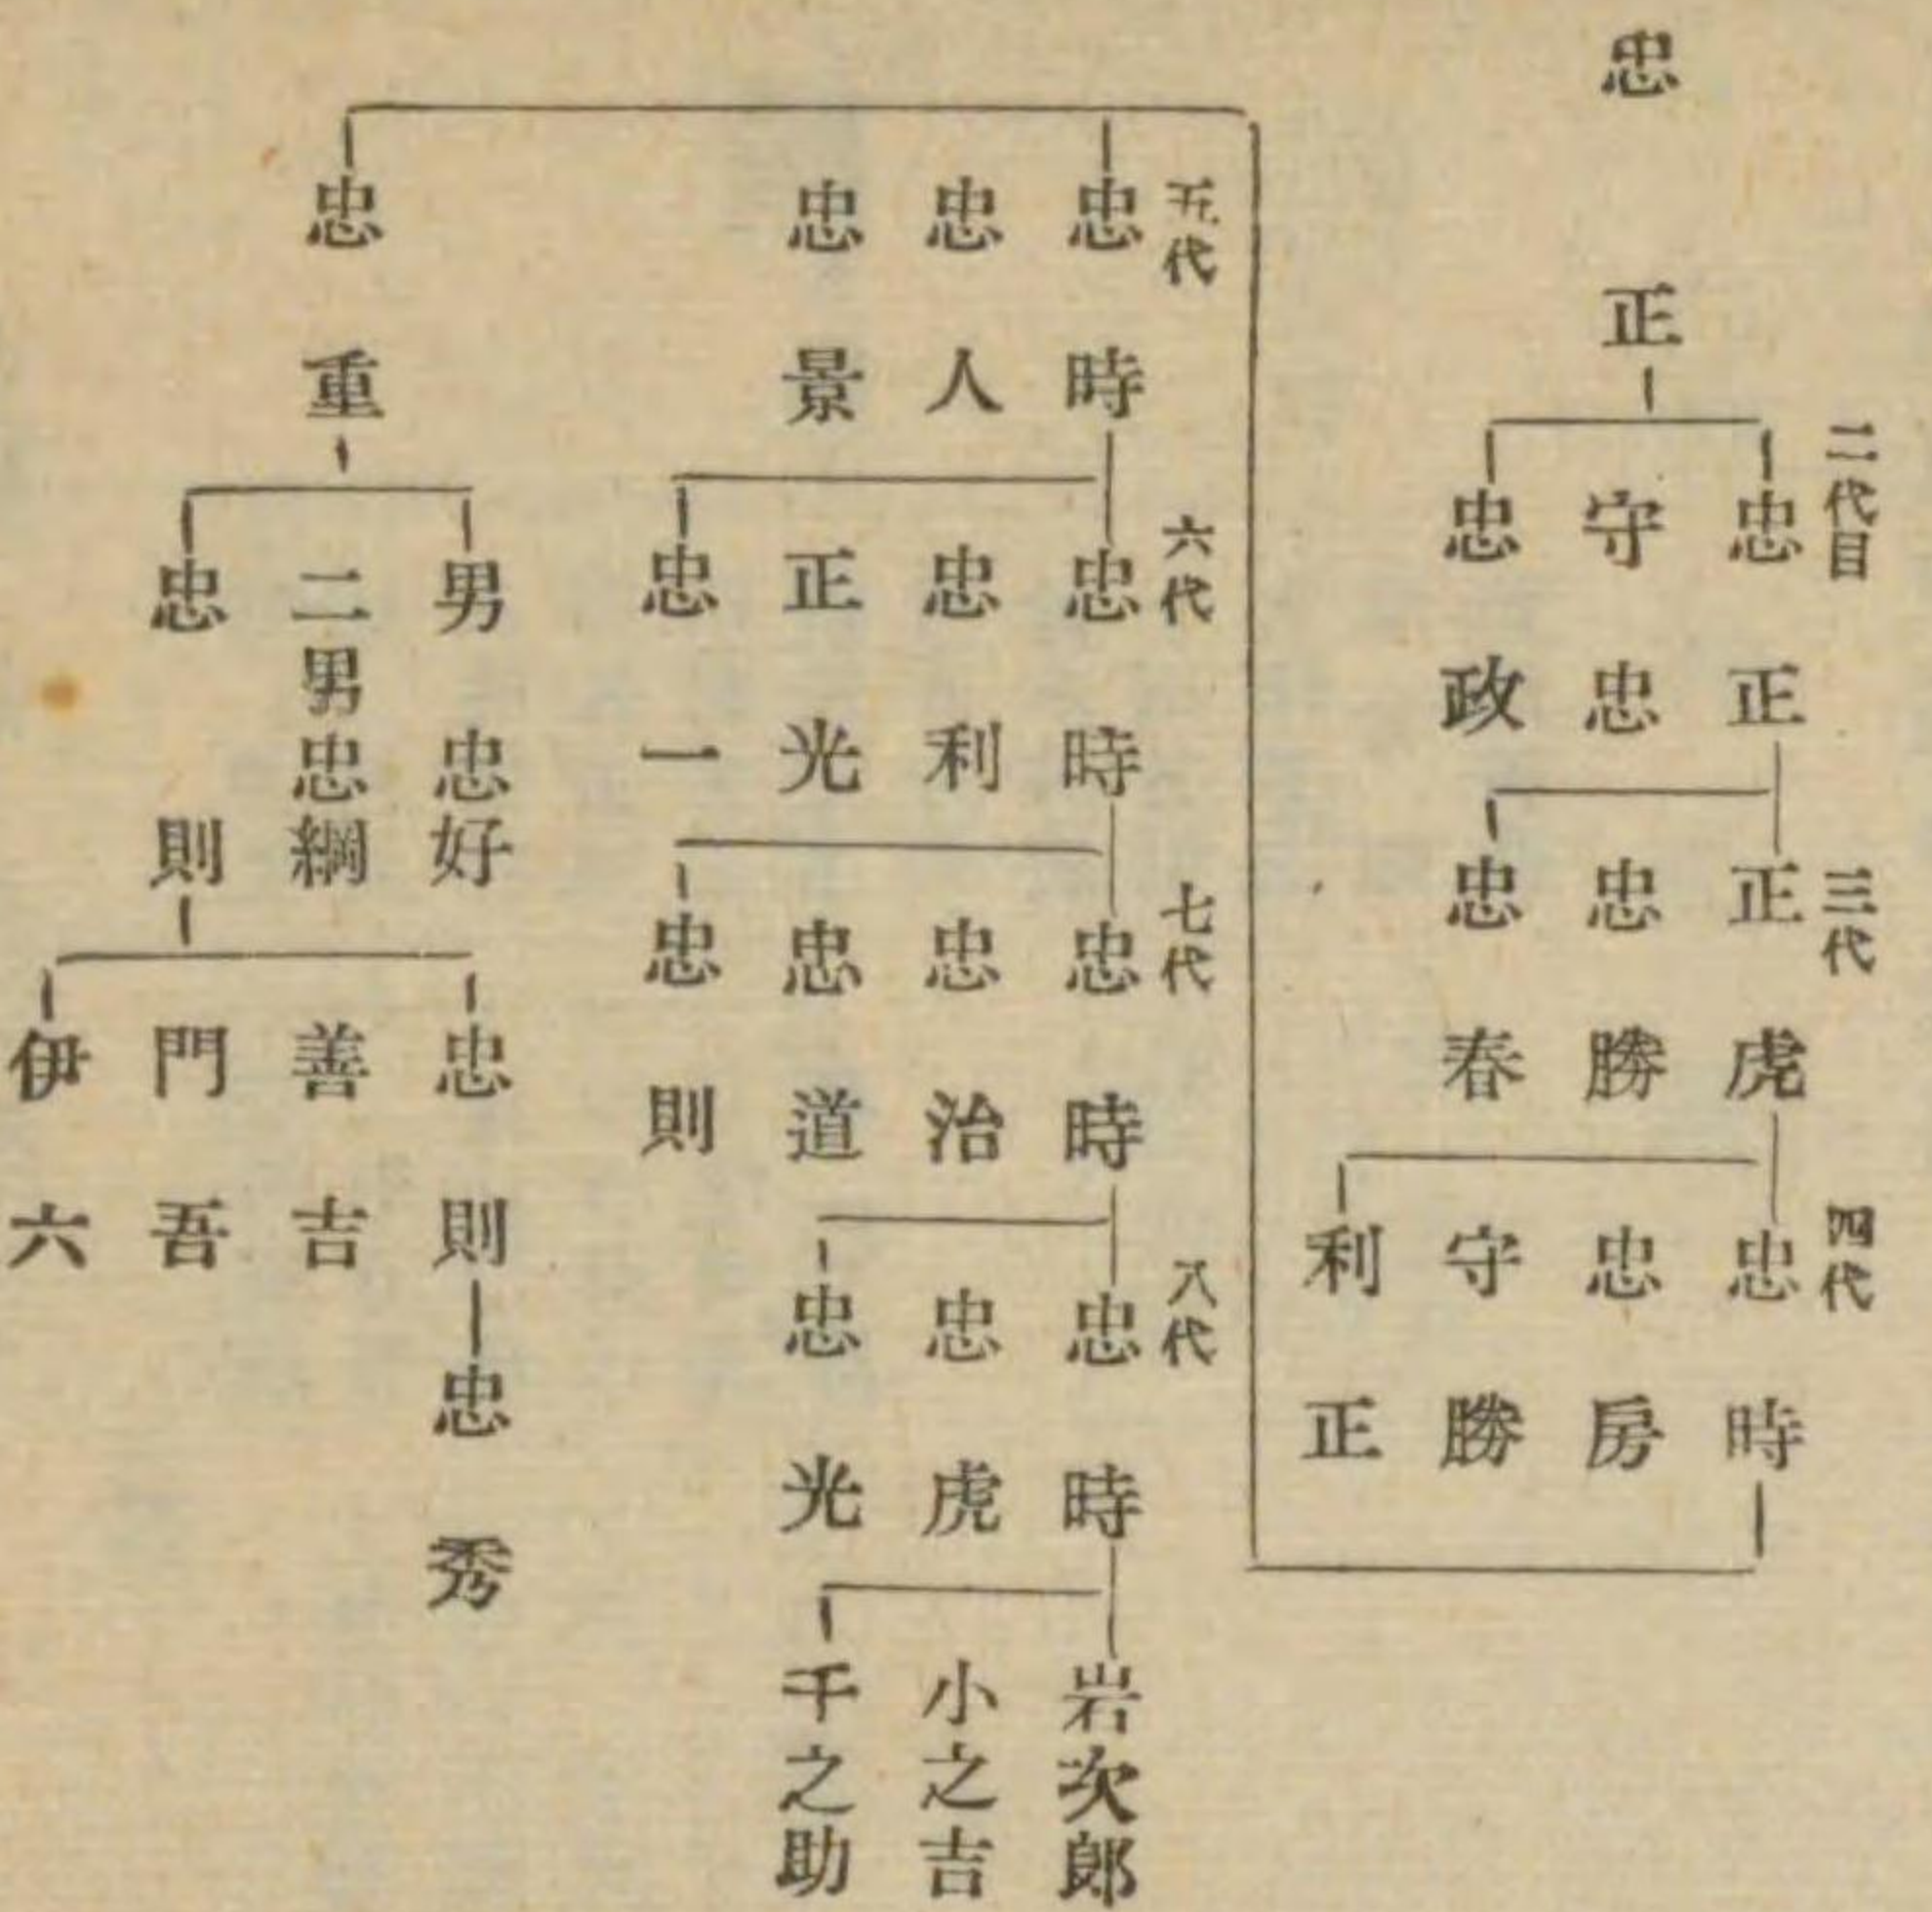 忠正
二代目
忠正
守忠
忠政
三代
正虎
忠勝
忠春
四代
忠時
忠房
守勝
利正
五代
忠時
忠人
忠景
忠重
六代
忠時
忠利
正光
忠一
七代
忠時
忠治
忠道
忠則
八代
忠時
忠虎
忠光
岩次郎
小之吉
千之助
男忠好
二男忠綱
忠則
忠則
善吉
門吾
伊六
忠秀